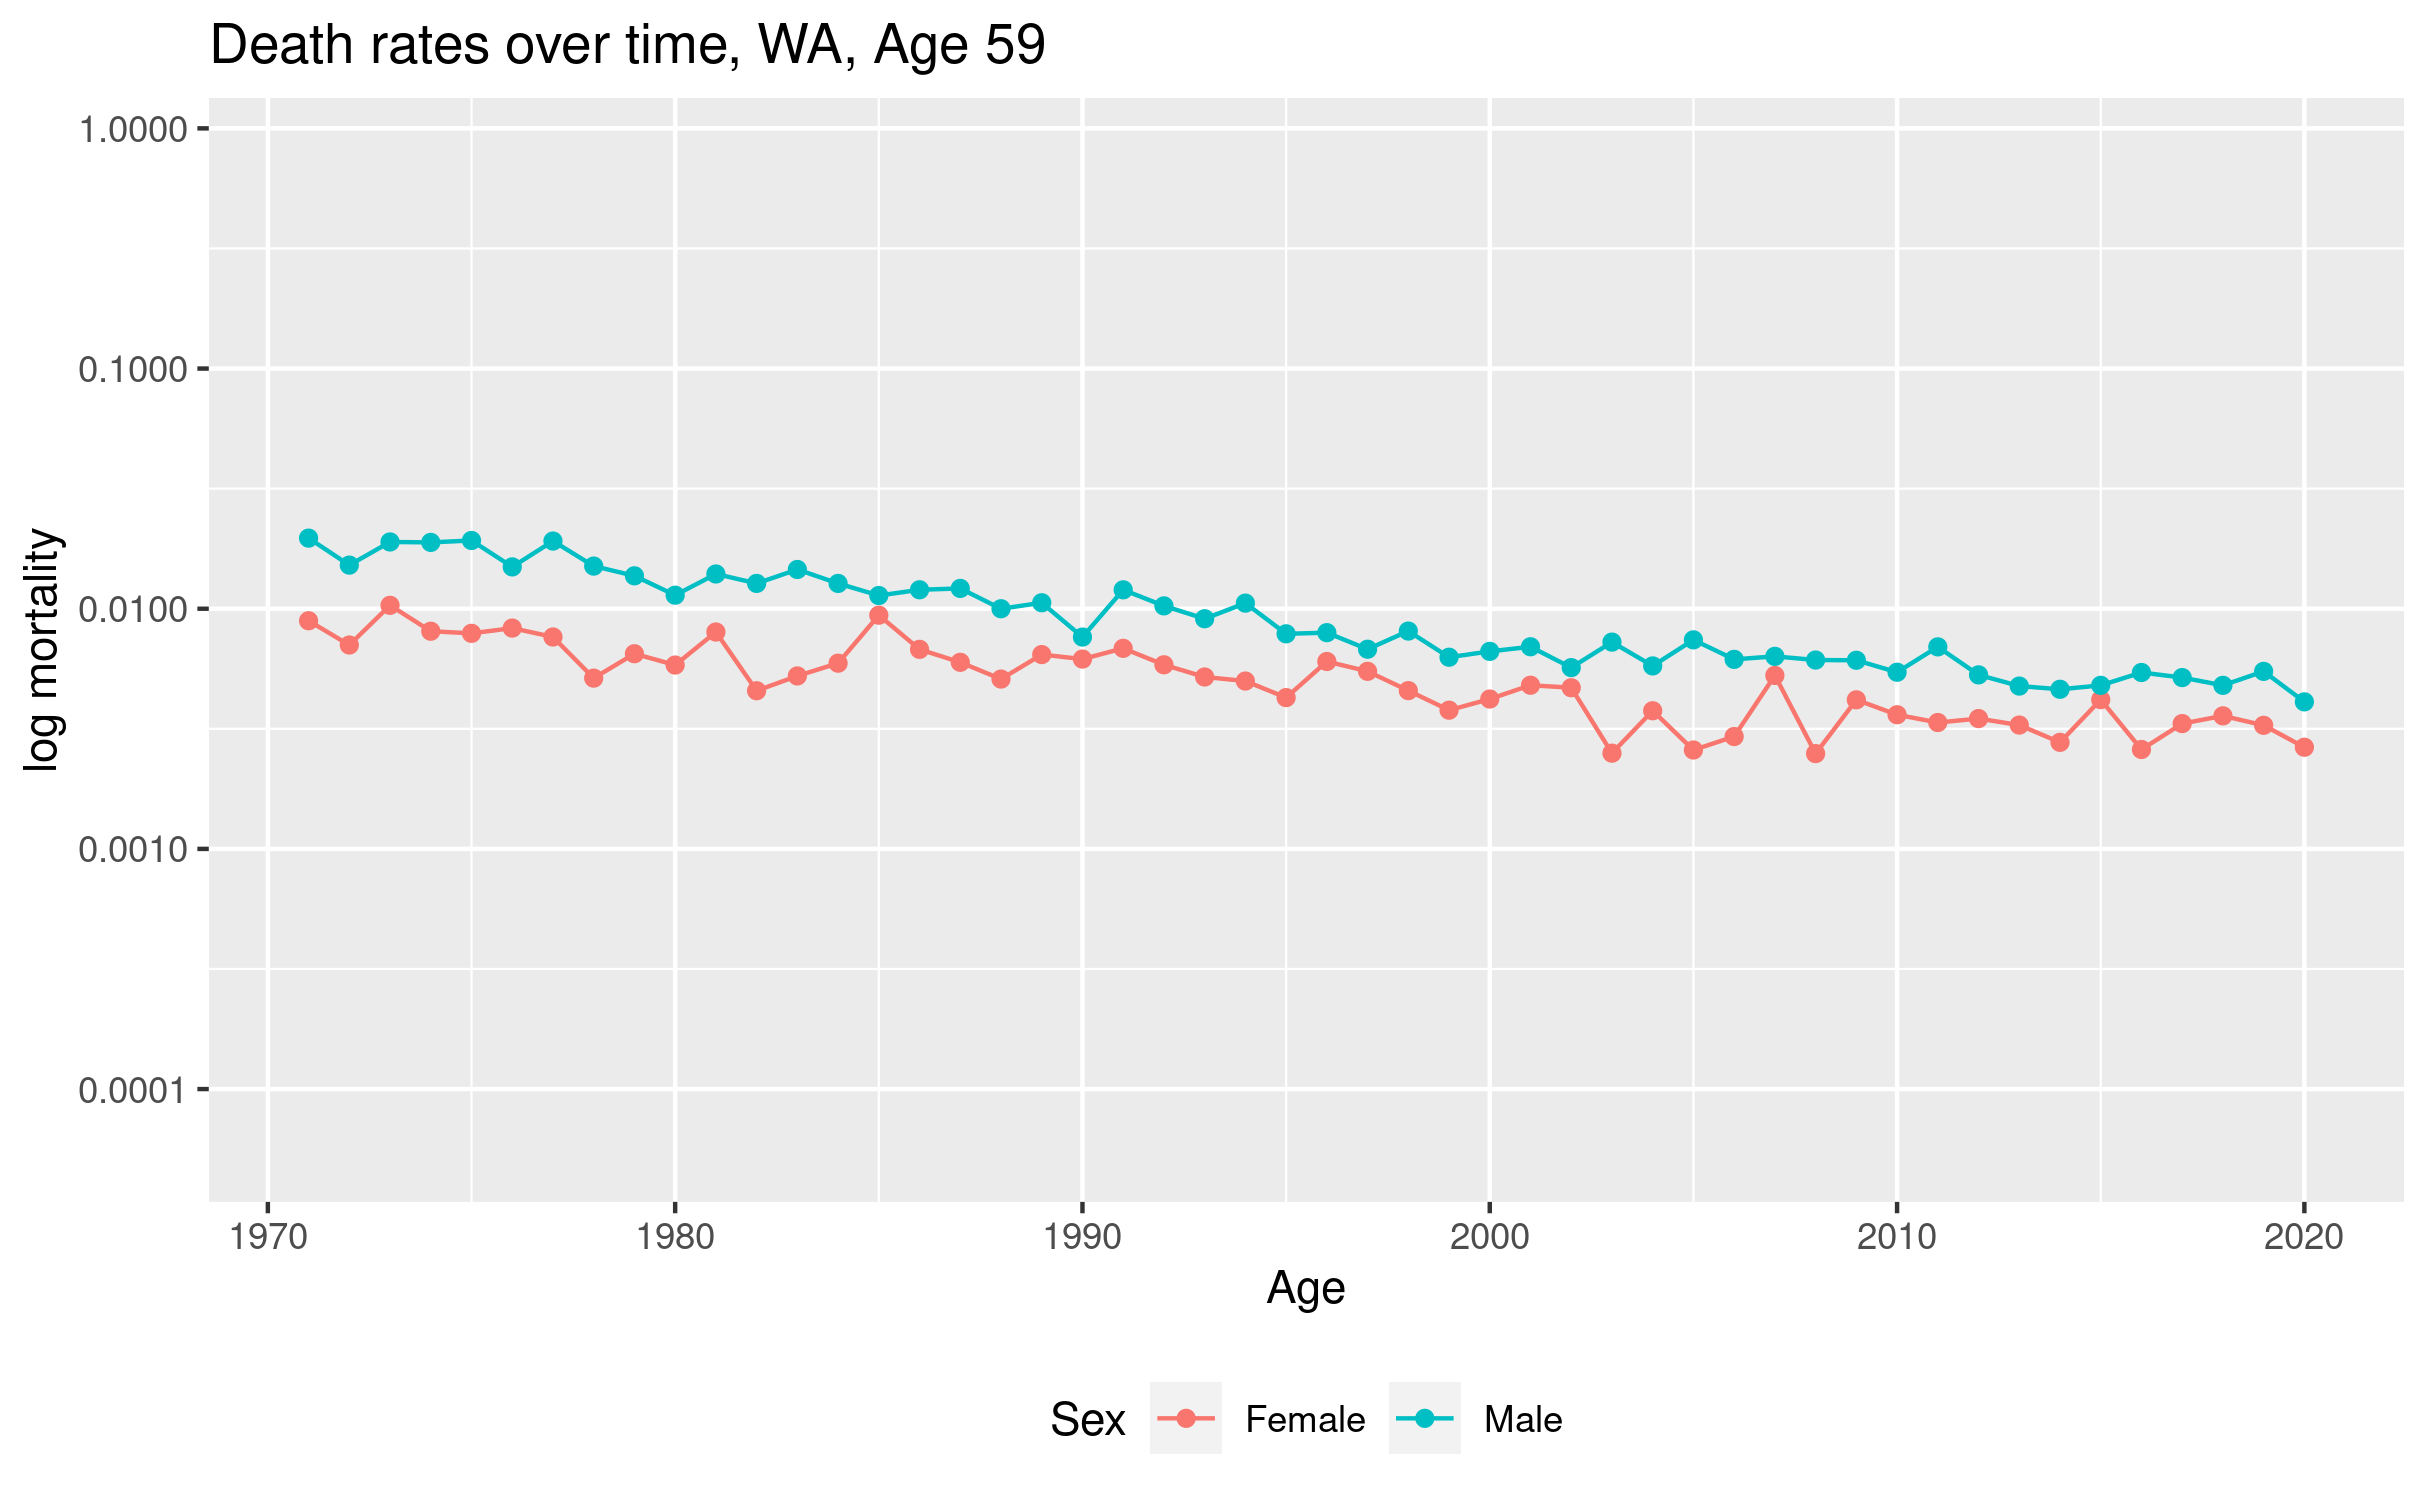 Death rates over time, WA, Age 59
log mortality
1.0000
0.1000
0.0100
0.0010
0.0001
1970 1980 1990 2000 2010 2020
Age
Sex Female Male